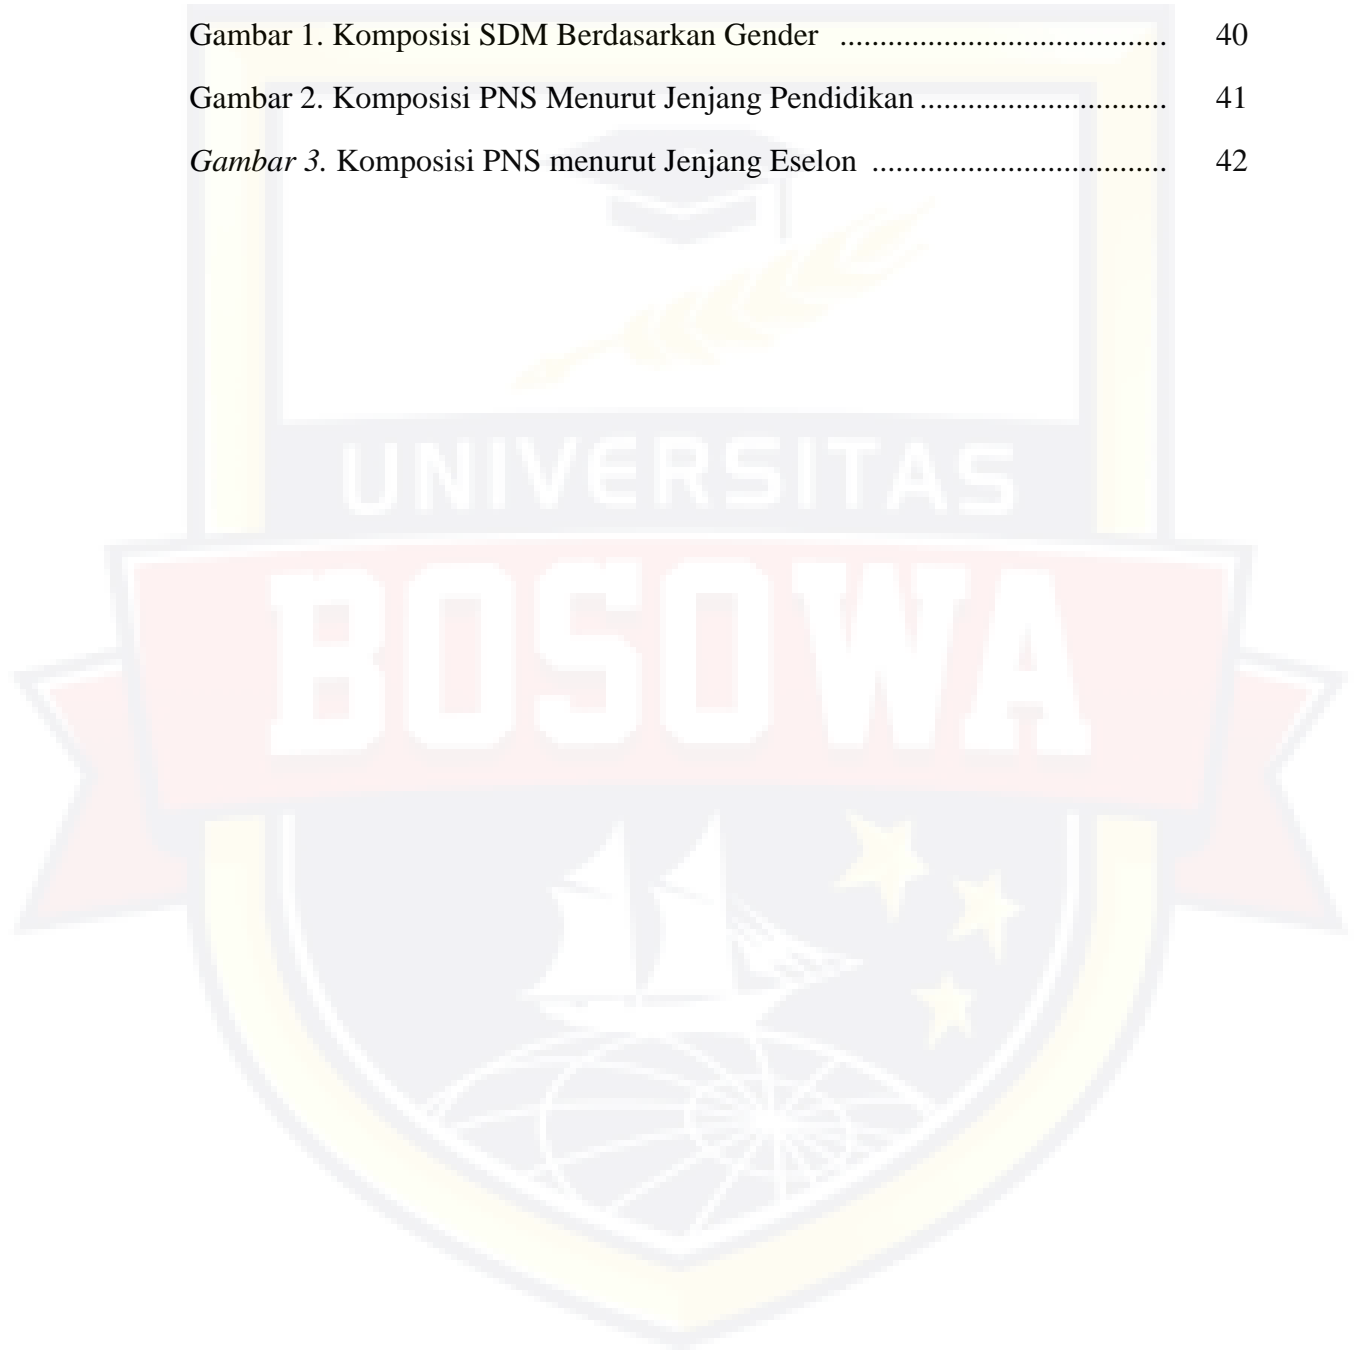 Gambar 1. Komposisi SDM Berdasarkan Gender ......................................... 40
Gambar 2. Komposisi PNS Menurut Jenjang Pendidikan............................... 41
Gambar 3. Komposisi PNS menurut Jenjang Eselon ..................................... 42
UNIVERSITAS
BOSOWA